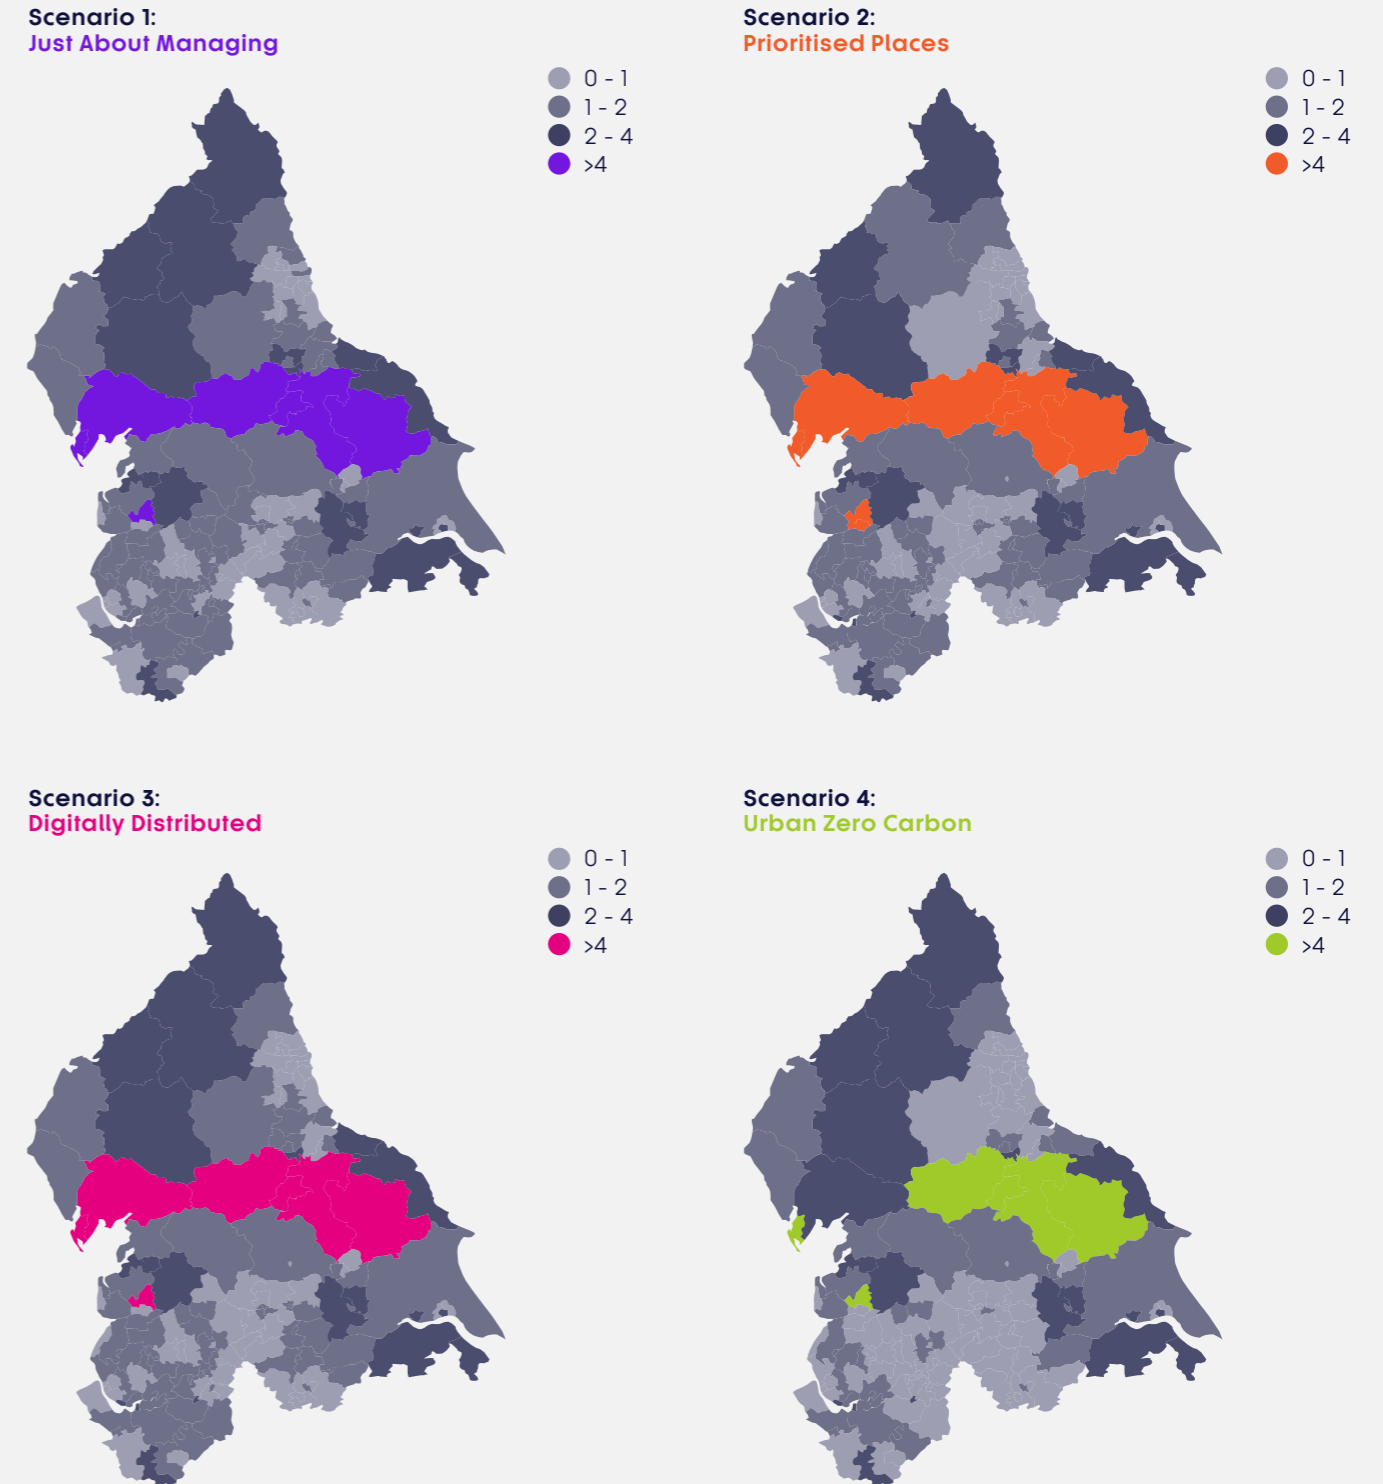 Scenario 1:
Just About Managing
0 - 1
1 - 2
2 - 4
>4
Scenario 2:
Prioritised Places
0 - 1
1 - 2
2 - 4
>4
Scenario 3:
Digitally Distributed
0 - 1
1 - 2
2 - 4
>4
Scenario 4:
Urban Zero Carbon
0 - 1
1 - 2
2 - 4
>4